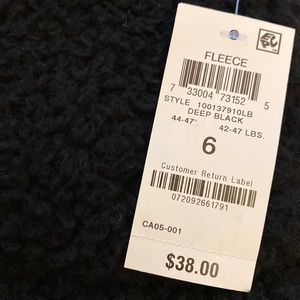 FLEECE
7 33004 73152 5
STYLE 100137910LB
DEEP BLACK
44-47" 42-47 LBS.
6
Customer Return Label
072092661791
CA05-001
$38.00